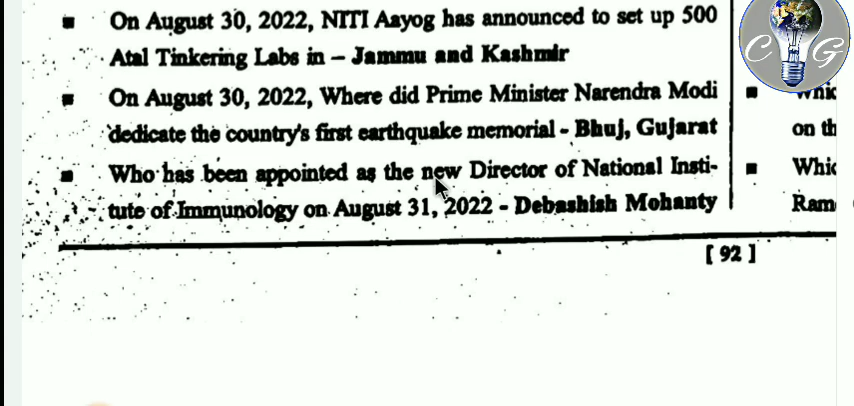 ▪ On August 30, 2022, NITI Aayog has announced to set up 500
Atal Tinkering Labs in – Jammu and Kashmir
▪ On August 30, 2022, Where did Prime Minister Narendra Modi
dedicate the country's first earthquake memorial - Bhuj, Gujarat
▪ Who has been appointed as the new Director of National Insti-
tute of Immunology on August 31, 2022 - Debashish Mohanty
[ 92 ]
C G
▪
on
▪